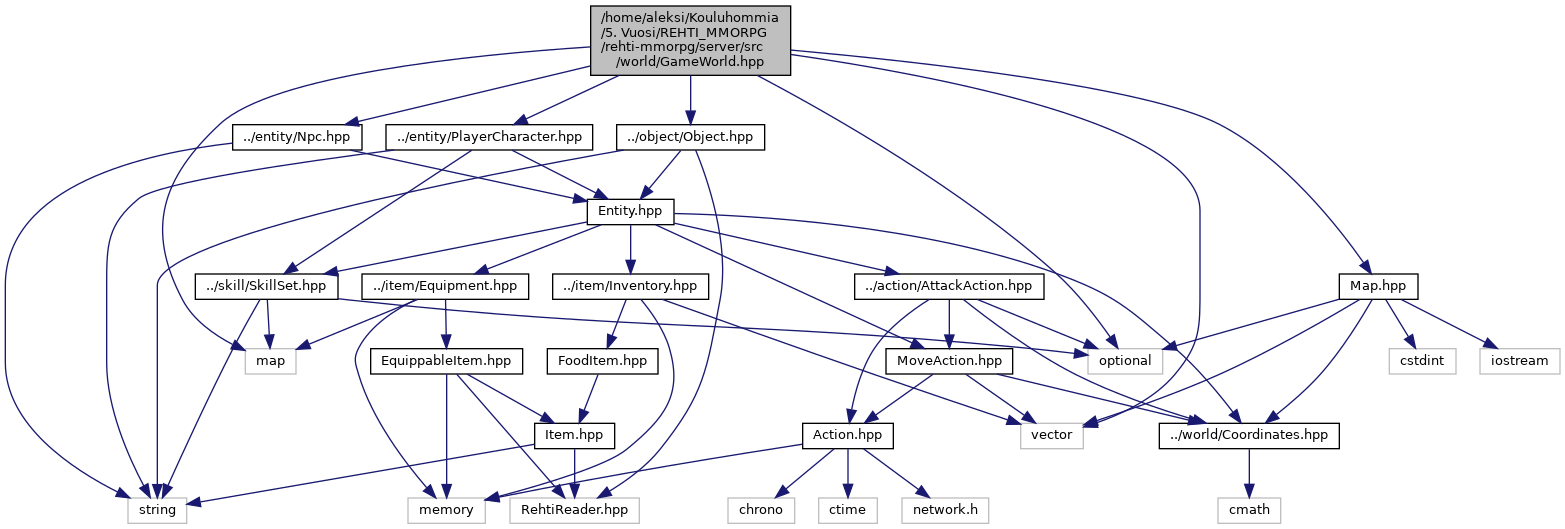 /home/aleksi/Kouluhommia
/5. Vuosi/REHTI_MMORPG
/rehti-mmorpg/server/src
/world/GameWorld.hpp
../entity/Npc.hpp
../entity/PlayerCharacter.hpp
../object/Object.hpp
Entity.hpp
../skill/SkillSet.hpp
../item/Equipment.hpp
../item/Inventory.hpp
../action/AttackAction.hpp
Map.hpp
map
EquippableItem.hpp
FoodItem.hpp
MoveAction.hpp
optional
cstdint
iostream
Item.hpp
Action.hpp
vector
../world/Coordinates.hpp
string
memory
RehtiReader.hpp
chrono
ctime
network.h
cmath